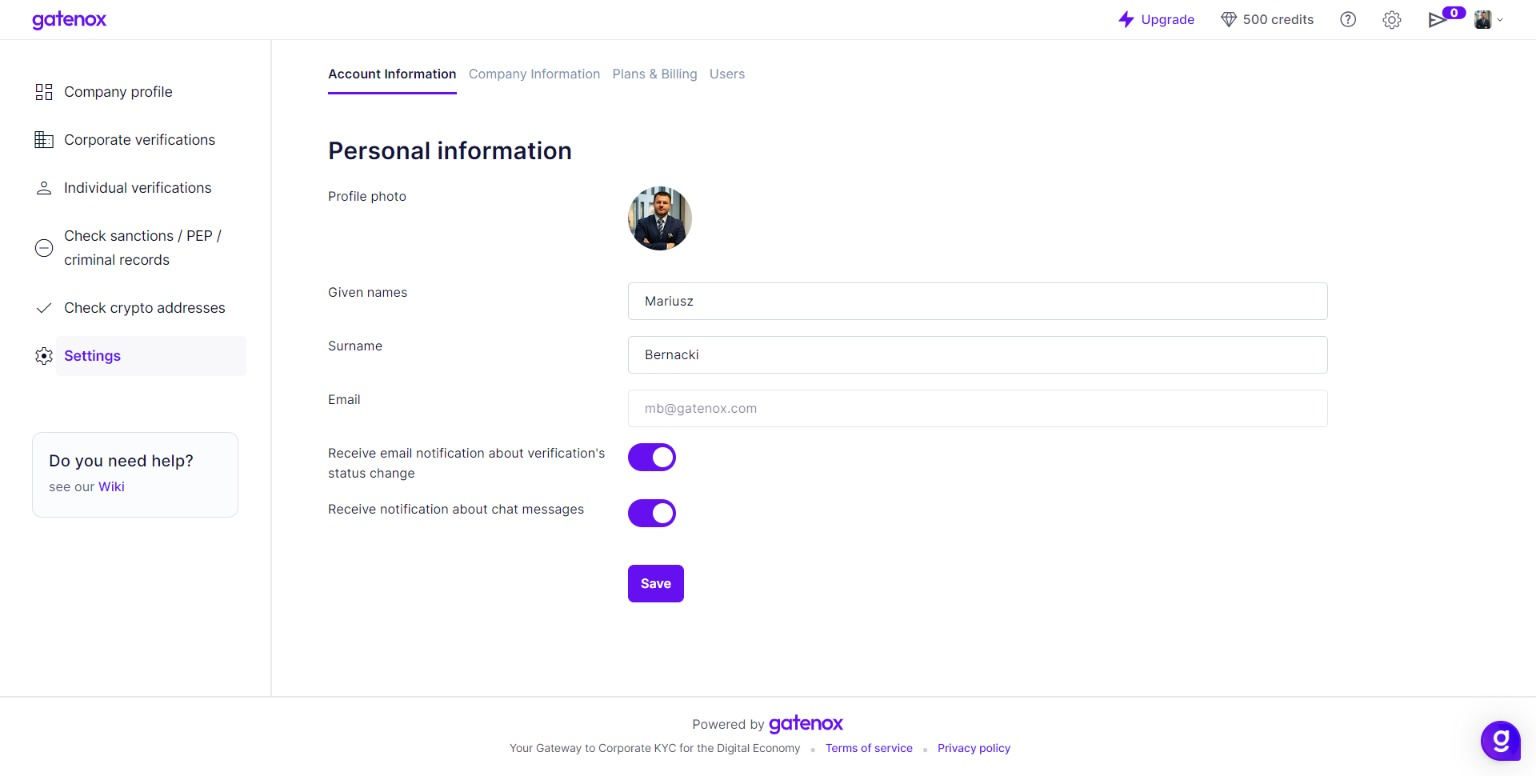 gatenox
Upgrade
500 credits
0
Company profile
Corporate verifications
Individual verifications
Check sanctions / PEP /
criminal records
Check crypto addresses
Settings
Do you need help?
see our Wiki
Account Information Company Information Plans & Billing Users
Personal information
Profile photo
Given names
Mariusz
Surname
Bernacki
Email
mb@gatenox.com
Receive email notification about verification's
status change
Receive notification about chat messages
Save
Powered by gatenox
Your Gateway to Corporate KYC for the Digital Economy Terms of service Privacy policy
g